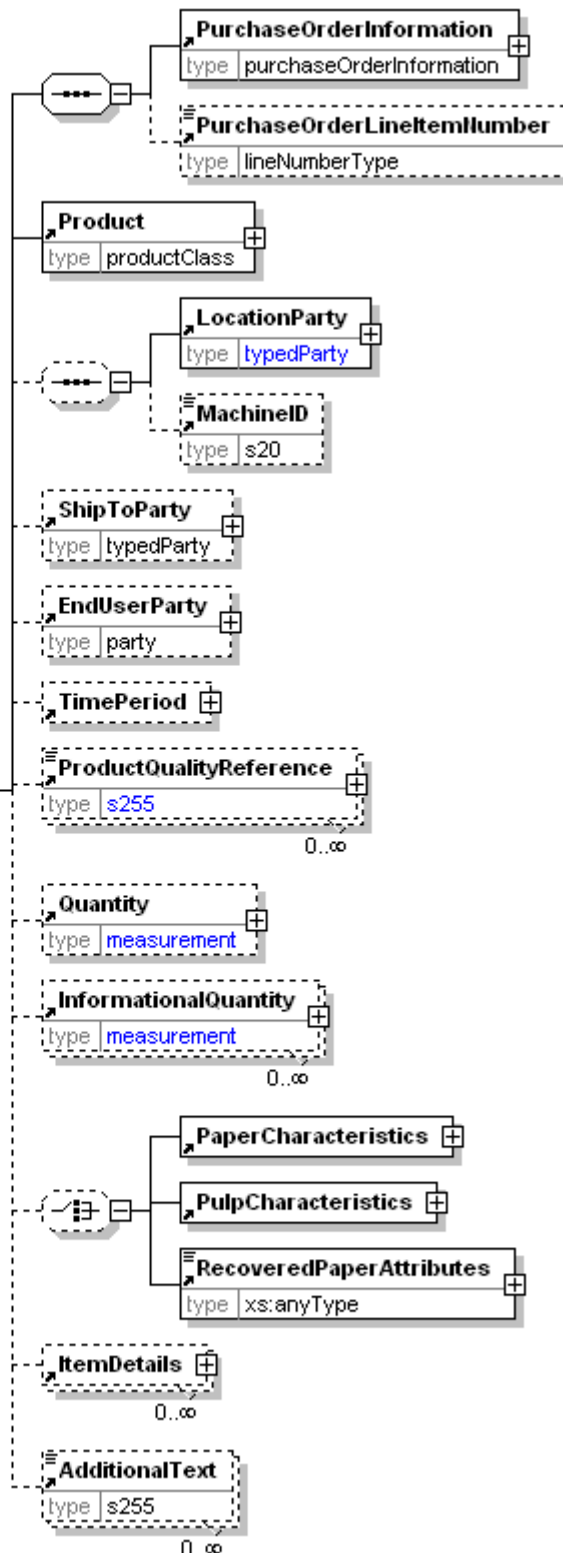 PurchaseOrderInformation
type purchaseOrderInformation
PurchaseOrderLineItemNumber
type lineNumberType
Product
type productClass
LocationParty
type typedParty
MachineID
type s20
ShipToParty
type typedParty
EndUserParty
type party
TimePeriod
ProductQualityReference
type s255
0..∞
Quantity
type measurement
InformationalQuantity
type measurement
0..∞
PaperCharacteristics
PulpCharacteristics
RecoveredPaperAttributes
type xs:anyType
ItemDetails
0..∞
AdditionalText
type s255
0..∞